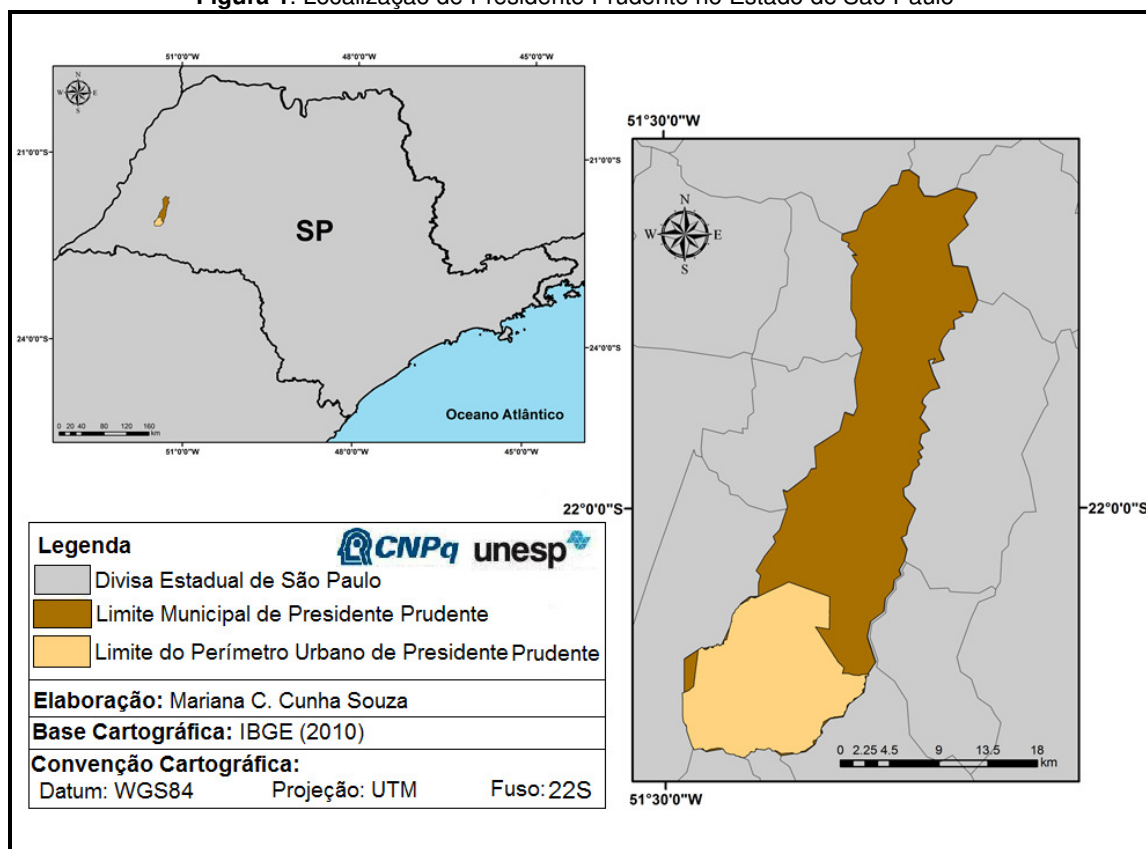 Figura 1. Localização de Presidente Prudente no Estado de São Paulo
51°0'0"W 48°0'0"W 45°0'0"W
N
W E
S
21°0'0"S 21°0'0"S
SP
24°0'0"S 24°0'0"S
Oceano Atlântico
0 20 40 80 120 160
km
51°0'0"W 48°0'0"W 45°0'0"W
51°30'0"W
N
W E
S
22°0'0"S 22°0'0"S
0 2.25 4.5 9 13.5 18
km
51°30'0"W
Legenda
CNPq unesp
Divisa Estadual de São Paulo
Limite Municipal de Presidente Prudente
Limite do Perímetro Urbano de Presidente Prudente
Elaboração: Mariana C. Cunha Souza
Base Cartográfica: IBGE (2010)
Convenção Cartográfica:
Datum: WGS84 Projeção: UTM Fuso: 22S